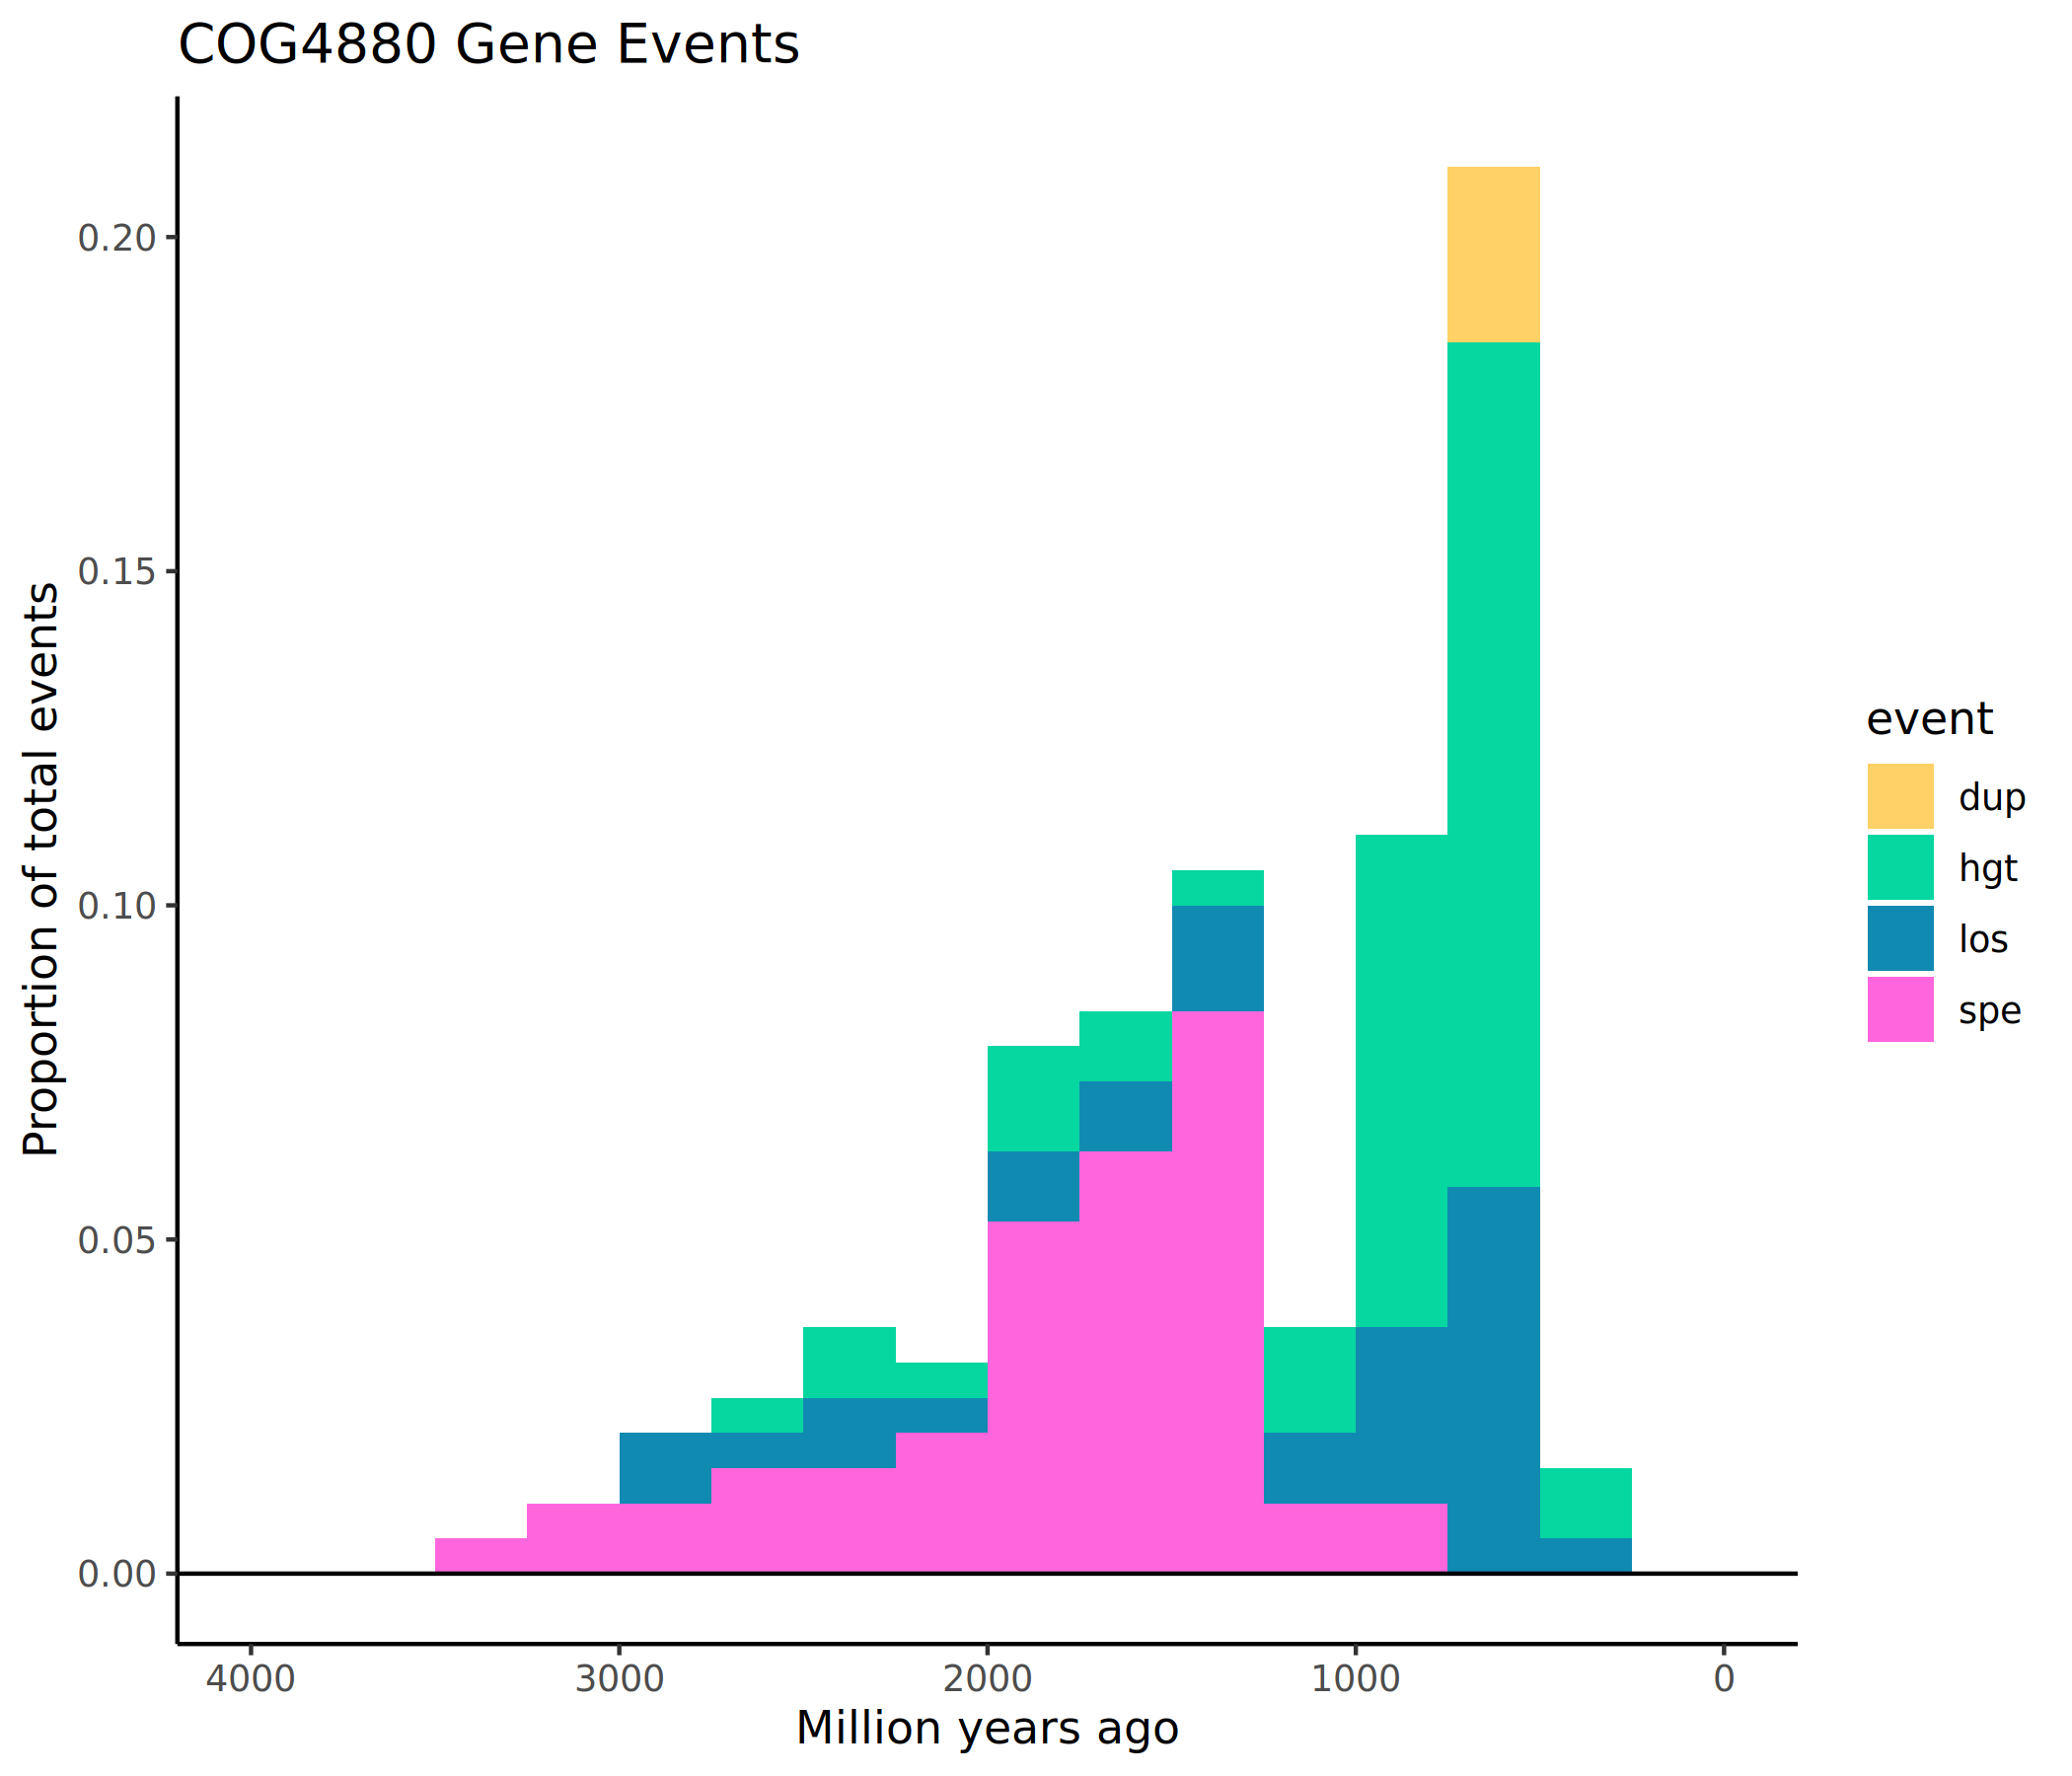 COG4880 Gene Events
Proportion of total events
0.20
0.15
0.10
0.05
0.00
4000 3000 2000 1000 0
Million years ago
event
dup
hgt
los
spe